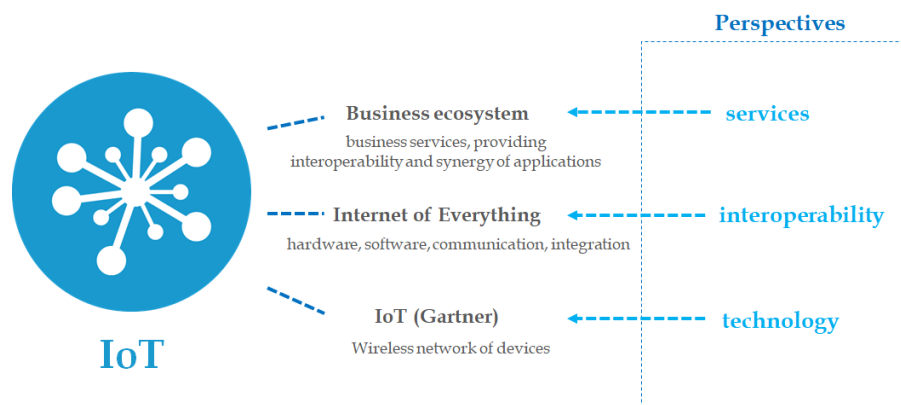 Perspectives
Business ecosystem
services
business services, providing
interoperability and synergy of applications
Internet of Everything
interoperability
hardware, software, communication, integration
IoT (Gartner)
technology
Wireless network of devices
IoT